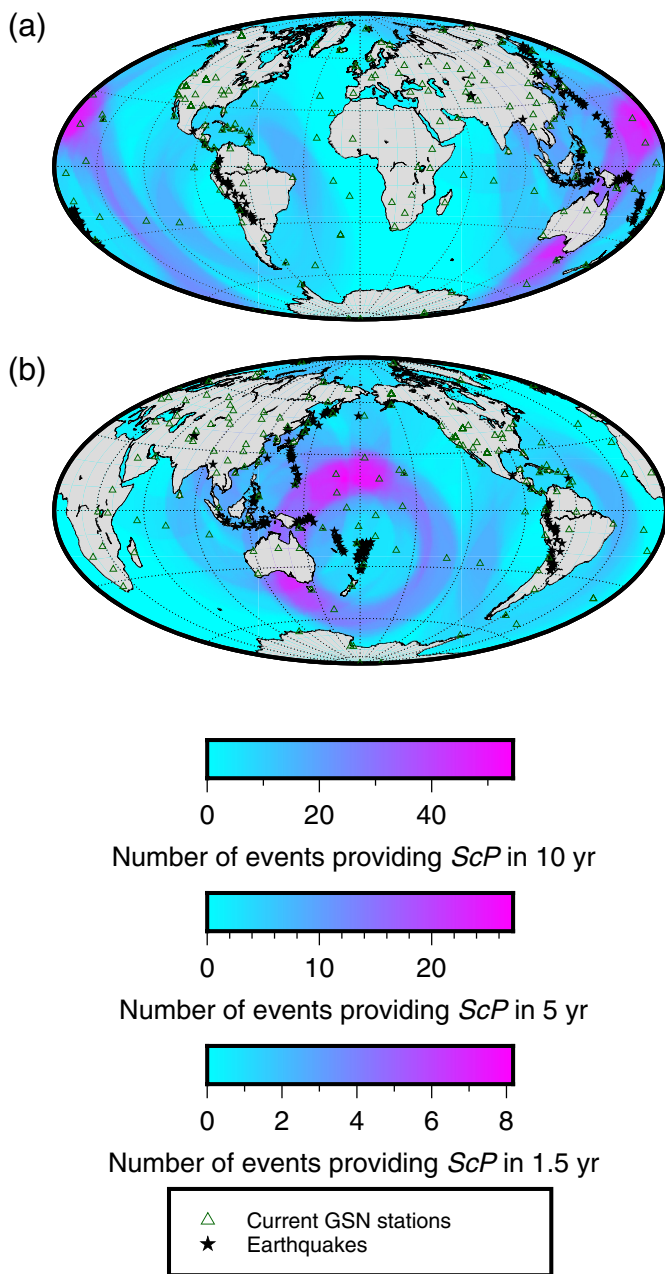 (a)
(b)
0 20 40
Number of events providing ScP in 10 yr
0 10 20
Number of events providing ScP in 5 yr
0 2 4 6 8
Number of events providing ScP in 1.5 yr
Current GSN stations
Earthquakes